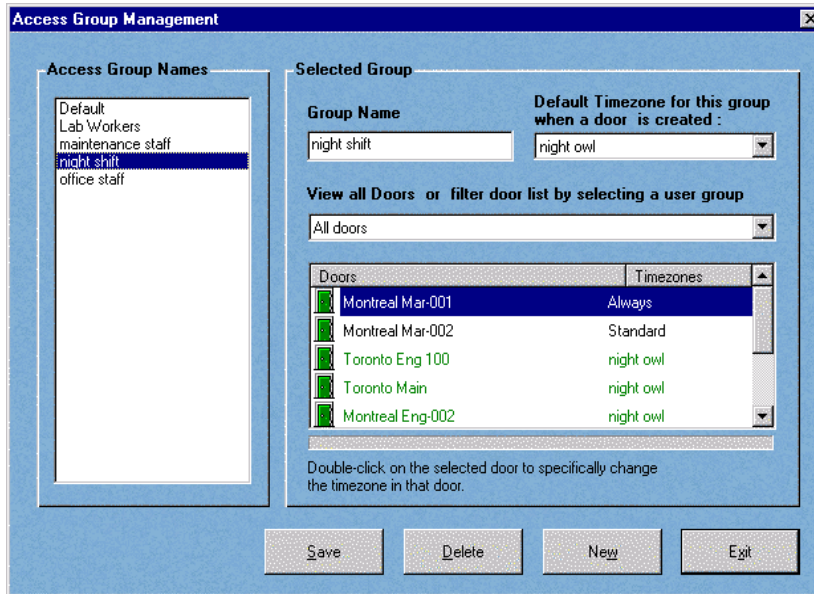 Access Group Management
Access Group Names
Default
Lab Workers
maintenance staff
night shift
office staff
Selected Group
Group Name
night shift
Default Timezone for this group
when a door is created :
night owl
View all Doors or filter door list by selecting a user group
All doors
Doors Timezones
Montreal Mar-001 Always
Montreal Mar-002 Standard
Toronto Eng 100 night owl
Toronto Main night owl
Montreal Eng-002 night owl
Double-click on the selected door to specifically change
the timezone in that door.
Save Delete New Exit